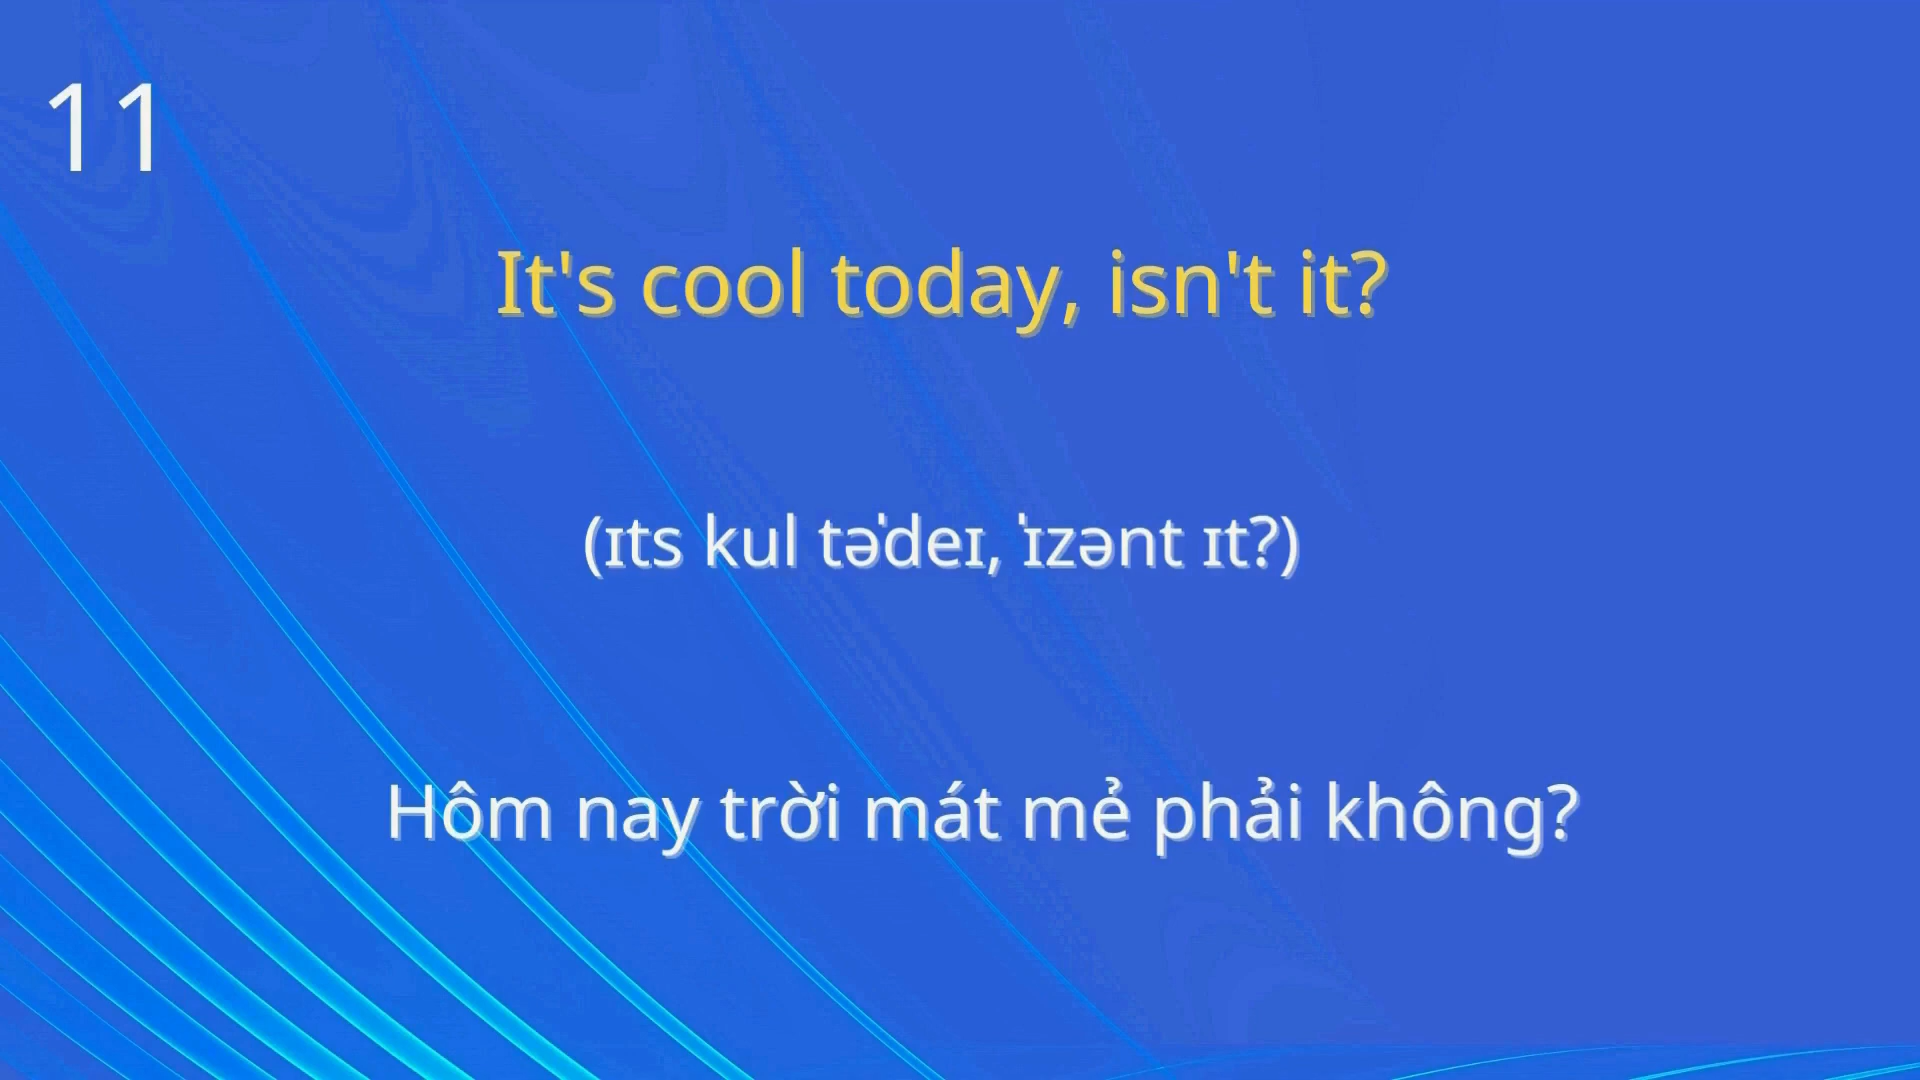 11
It's cool today, isn't it?
(ɪts kul təˈdeɪ, ˈɪzənt ɪt?)
Hôm nay trời mát mẻ phải không?